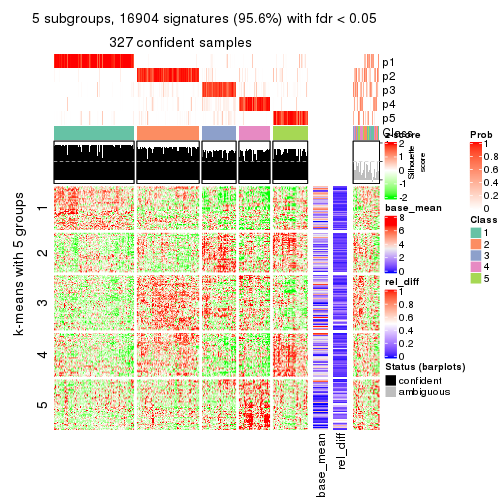 5 subgroups, 16904 signatures (95.6%) with fdr < 0.05
327 confident samples
p1
p2
p3
p4
p5
Class
z-score
2
1
0
-1
-2
Silhouette score
Prob
1
0.8
0.6
0.4
0.2
0
base_mean
8
6
4
2
0
Class
1
2
3
4
5
rel_diff
1
0.8
0.6
0.4
0.2
0
Status (barplots)
confident
ambiguous
k-means with 5 groups
1
2
3
4
5
base_mean
rel_diff